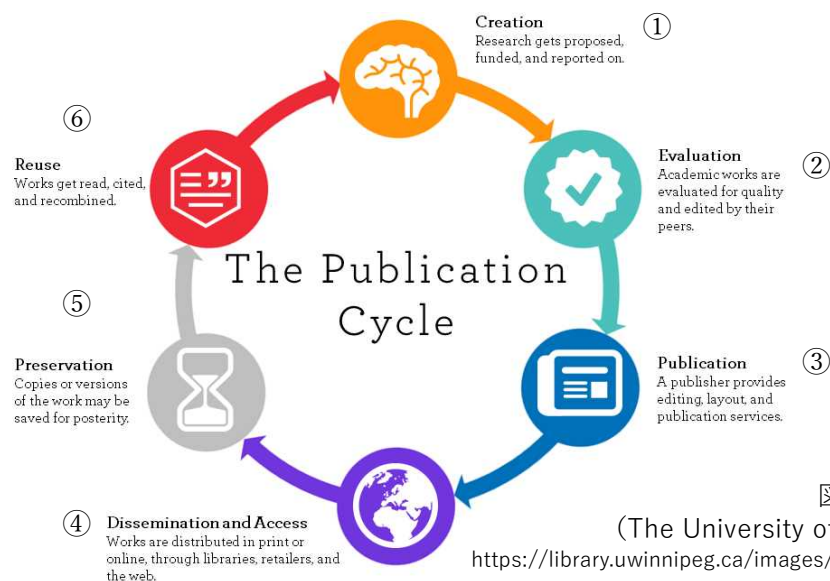 Creation
Research gets proposed,
funded, and reported on.
①
Evaluation
Academic works are
evaluated for quality
and edited by their
peers.
②
Publication
A publisher provides
editing, layout, and
publication services.
③
④
Dissemination and Access
Works are distributed in print or
online, through libraries, retailers, and
the web.
⑤
Preservation
Copies or versions
of the work may be
saved for posterity.
⑥
Reuse
Works get read, cited,
and recombined.
The Publication
Cycle
(The University of
https://library.uwinnipeg.ca/images/